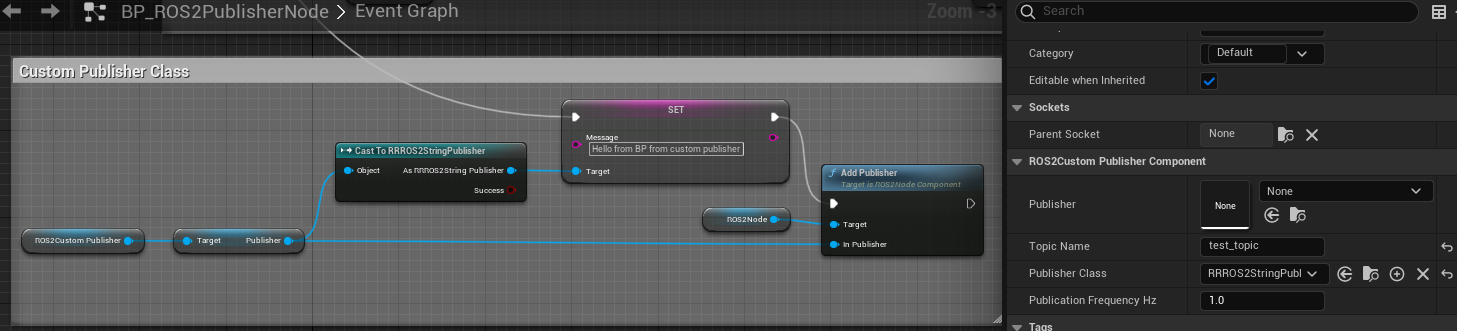 BP_ROS2PublisherNode > Event Graph
Zoom -3
Custom Publisher Class
SET
Message
Hello from BP from custom publisher
Target
Cast To RRROS2StringPublisher
Object
As RRROS2String Publisher
Success
f Add Publisher
Target is ROS2Node Component
ROS2Node
Target
In Publisher
ROS2Custom Publisher
Target
Publisher
Search
Category
Default
Editable when Inherited
Sockets
Parent Socket
None
ROS2Custom Publisher Component
Publisher
None
None
Topic Name
test_topic
Publisher Class
RRROS2StringPubl
Publication Frequency Hz
1.0
Tags